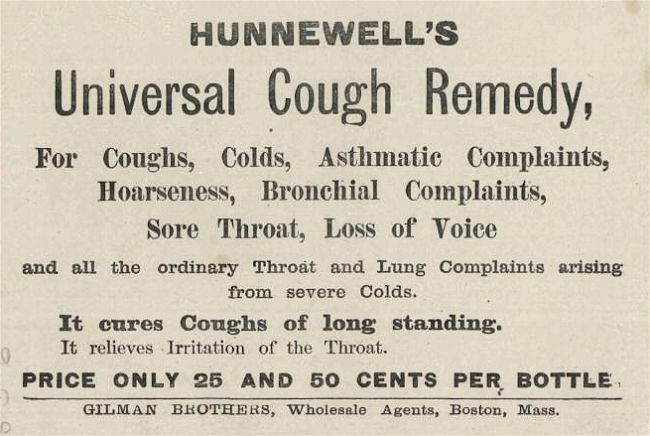 HUNNEWELL'S
Universal Cough Remedy,
For Coughs, Colds, Asthmatic Complaints,
Hoarseness, Bronchial Complaints,
Sore Throat, Loss of Voice
and all the ordinary Throat and Lung Complaints arising
from severe Colds.
It cures Coughs of long standing.
It relieves Irritation of the Throat.
PRICE ONLY 25 AND 50 CENTS PER BOTTLE.
GILMAN BROTHERS, Wholesale Agents, Boston, Mass.